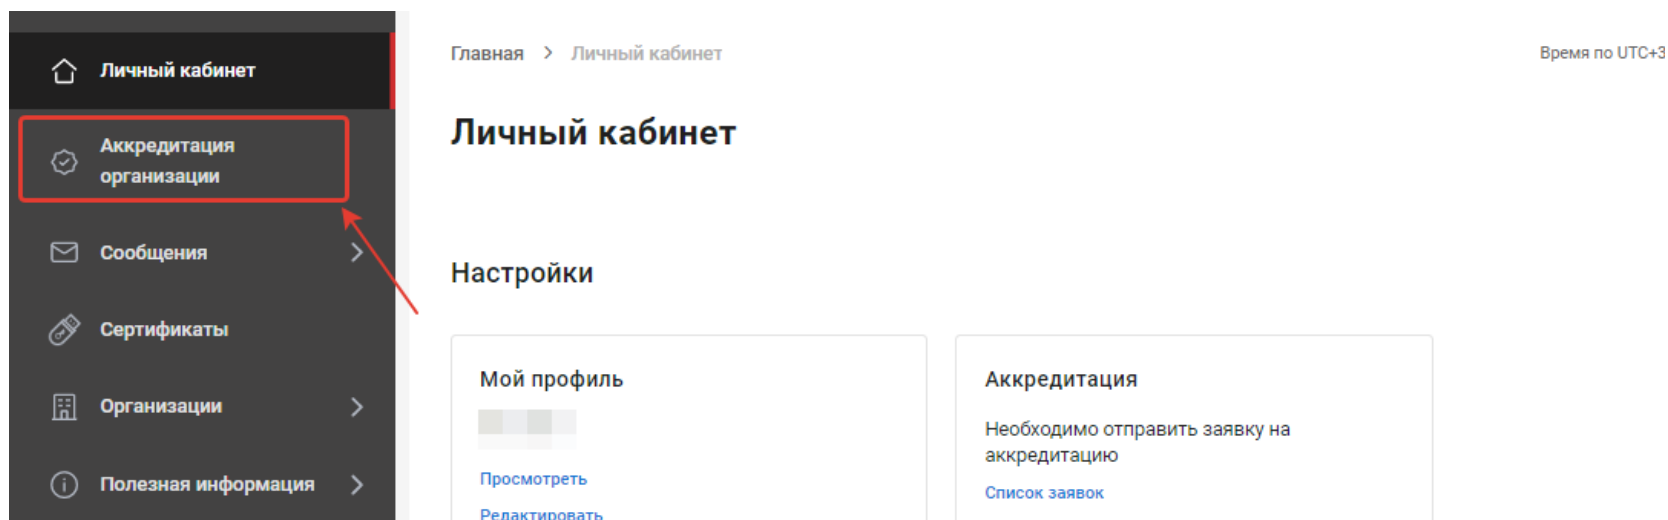 Личный кабинет
Аккредитация
организации
Сообщения
Сертификаты
Организации
Полезная информация
Главная > Личный кабинет
Время по UTC+3
Личный кабинет
Настройки
Мой профиль
Просмотреть
Редактировать
Аккредитация
Необходимо отправить заявку на
аккредитацию
Список заявок